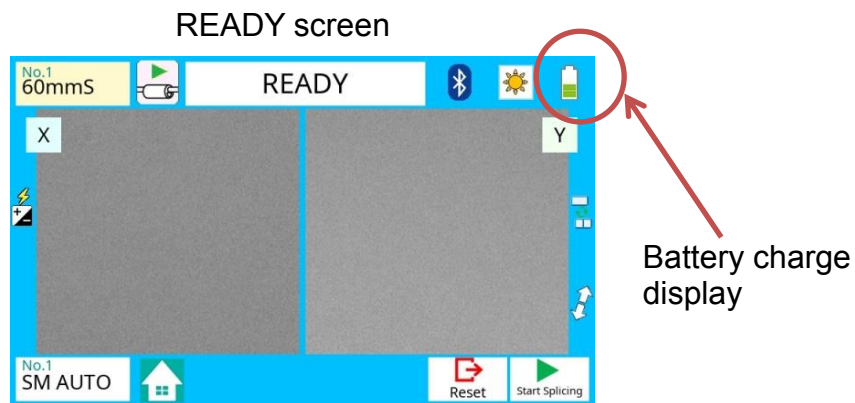 READY screen
No.1
60mmS
READY
X
Y
Battery charge
display
No.1
SM AUTO
Reset
Start Splicing